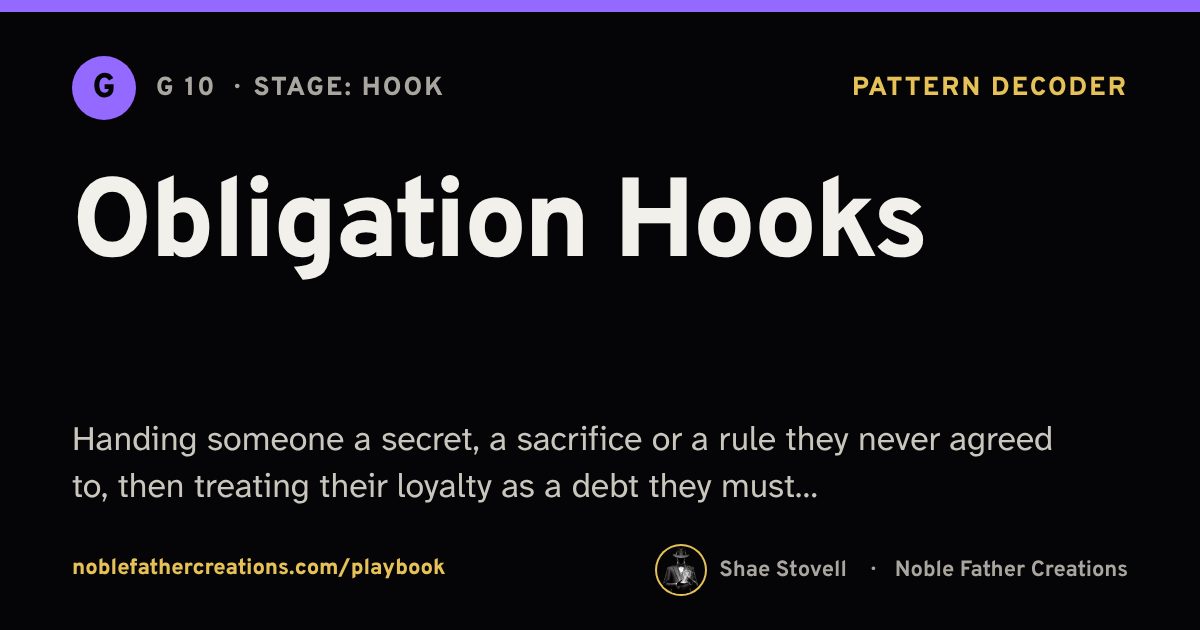 G
G 10 · STAGE: HOOK
PATTERN DECODER
Obligation Hooks
Handing someone a secret, a sacrifice or a rule they never agreed
to, then treating their loyalty as a debt they must...
noblefathercreations.com/playbook
Shae Stovell · Noble Father Creations